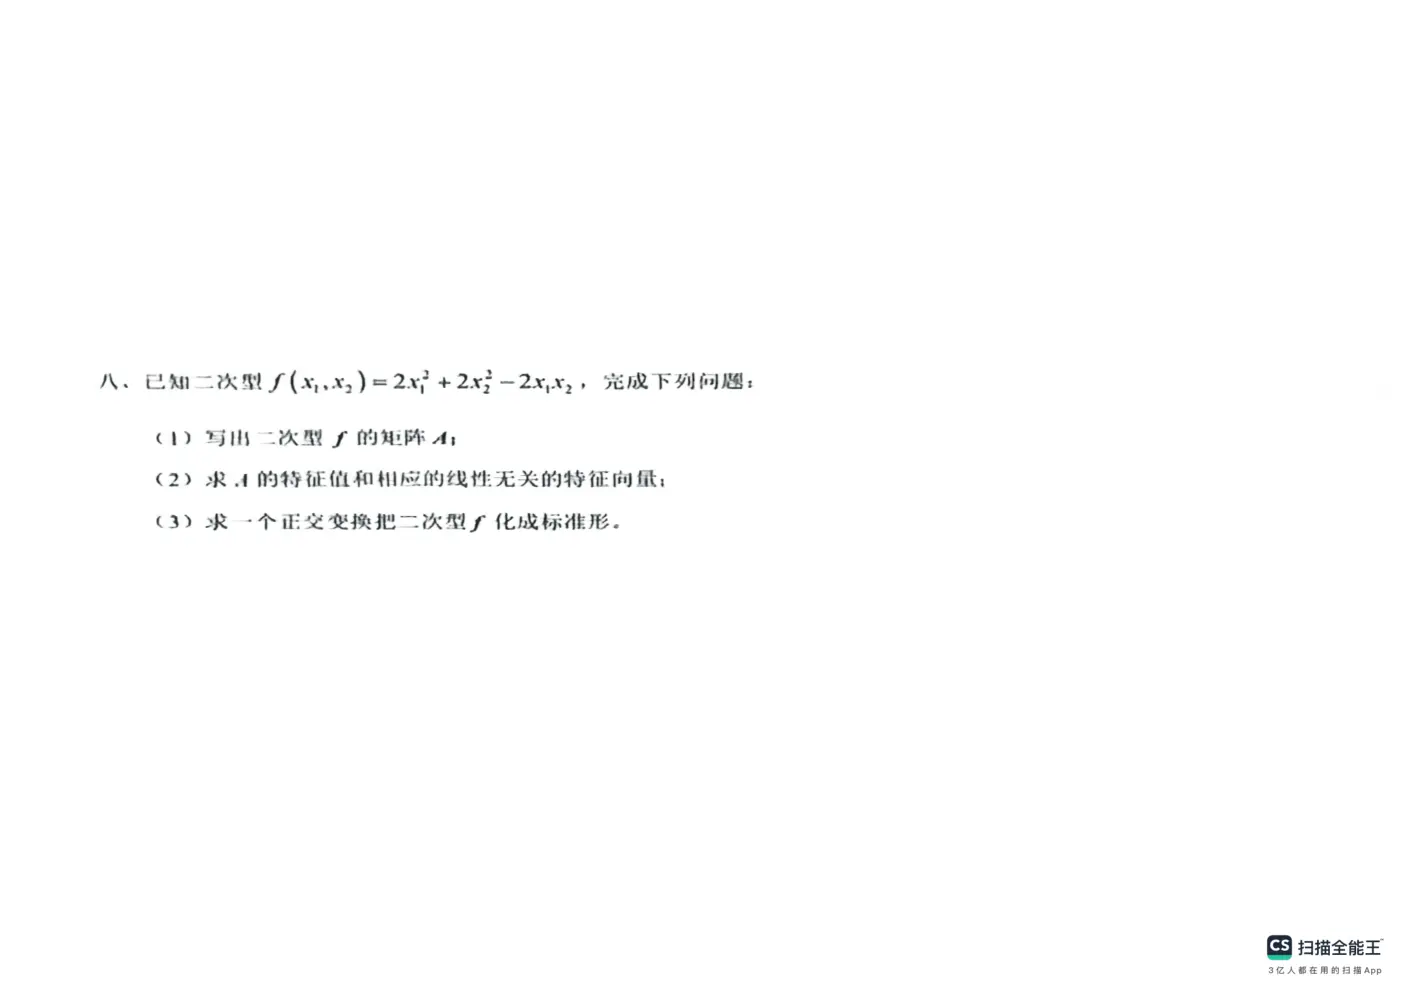 八、已知二次型 f(x₁,x₂)=2x₁²+2x₂²−2x₁x₂，完成下列问题：
（1）写出二次型 f 的矩阵 A；
（2）求 A 的特征值和相应的线性无关的特征向量；
（3）求一个正交变换把二次型 f 化成标准形。
CS 扫描全能王™
3亿人都在用的扫描App